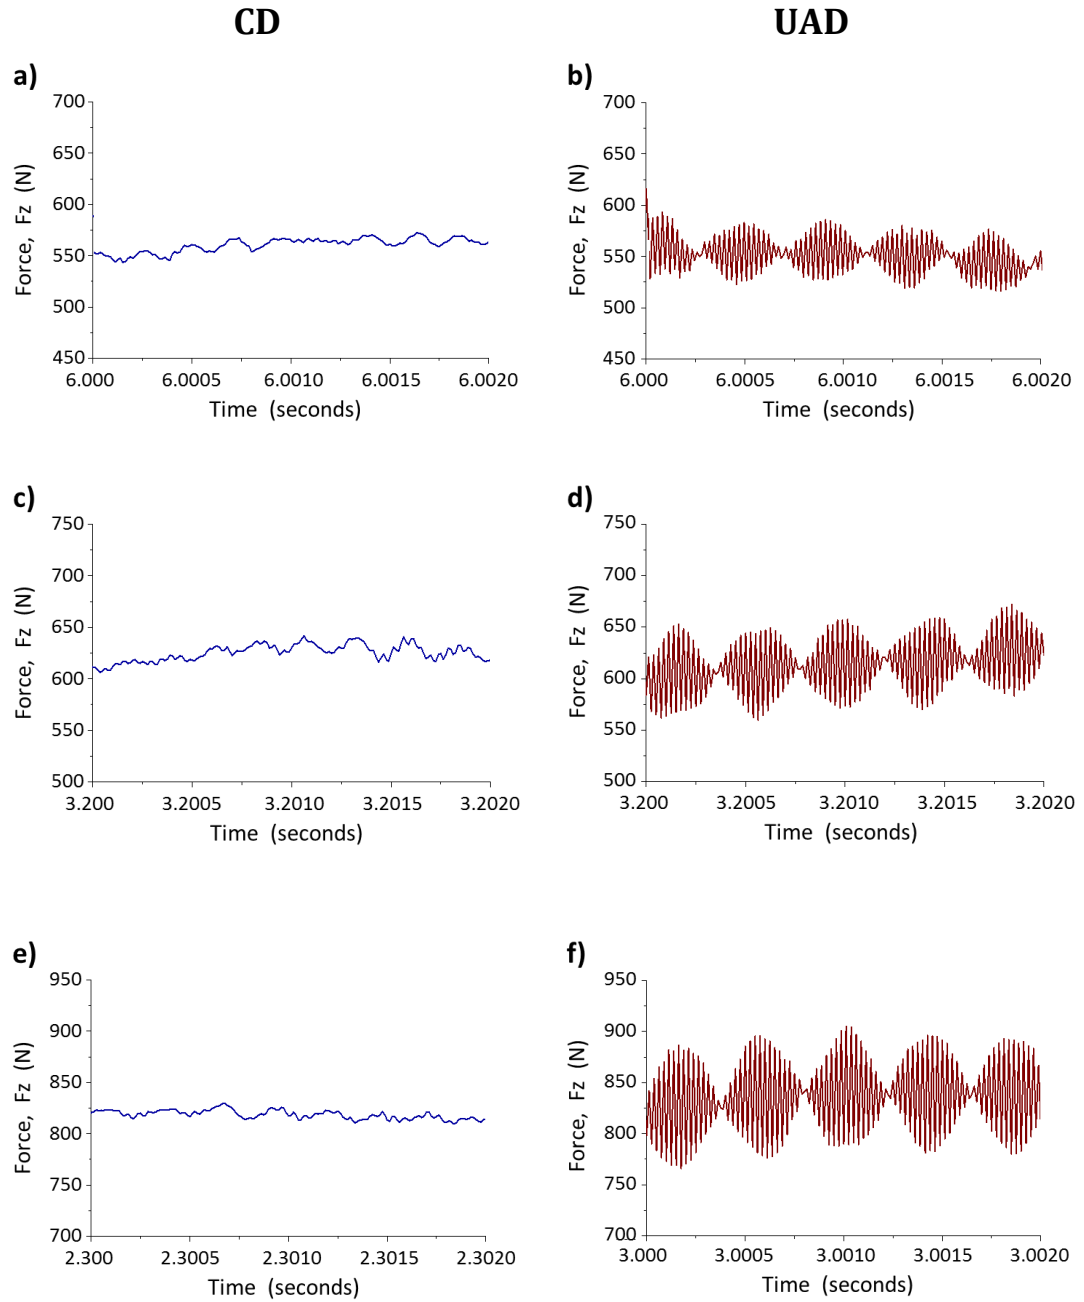 CD
UAD
a)
700
650
600
550
500
450
Force, Fz (N)
6.000 6.0005 6.0010 6.0015 6.0020
Time (seconds)
b)
700
650
600
550
500
450
Force, Fz (N)
6.000 6.0005 6.0010 6.0015 6.0020
Time (seconds)
c)
750
700
650
600
550
500
Force, Fz (N)
3.200 3.2005 3.2010 3.2015 3.2020
Time (seconds)
d)
750
700
650
600
550
500
Force, Fz (N)
3.200 3.2005 3.2010 3.2015 3.2020
Time (seconds)
e)
950
900
850
800
750
700
Force, Fz (N)
2.300 2.3005 2.3010 2.3015 2.3020
Time (seconds)
f)
950
900
850
800
750
700
Force, Fz (N)
3.000 3.0005 3.0010 3.0015 3.0020
Time (seconds)